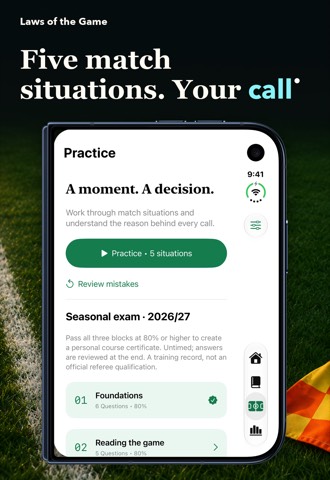 Laws of the Game
Five match
situations. Your call
Practice
9:41
A moment. A decision.
Work through match situations and
understand the reason behind every call.
Practice • 5 situations
Review mistakes
Seasonal exam · 2026/27
Pass all three blocks at 80% or higher to
create a personal course certificate. Untimed; answers
are reviewed at the end. A training record, not an
official referee qualification.
01 Foundations
6 Questions • 80%
02 Reading the game
5 Questions • 80%